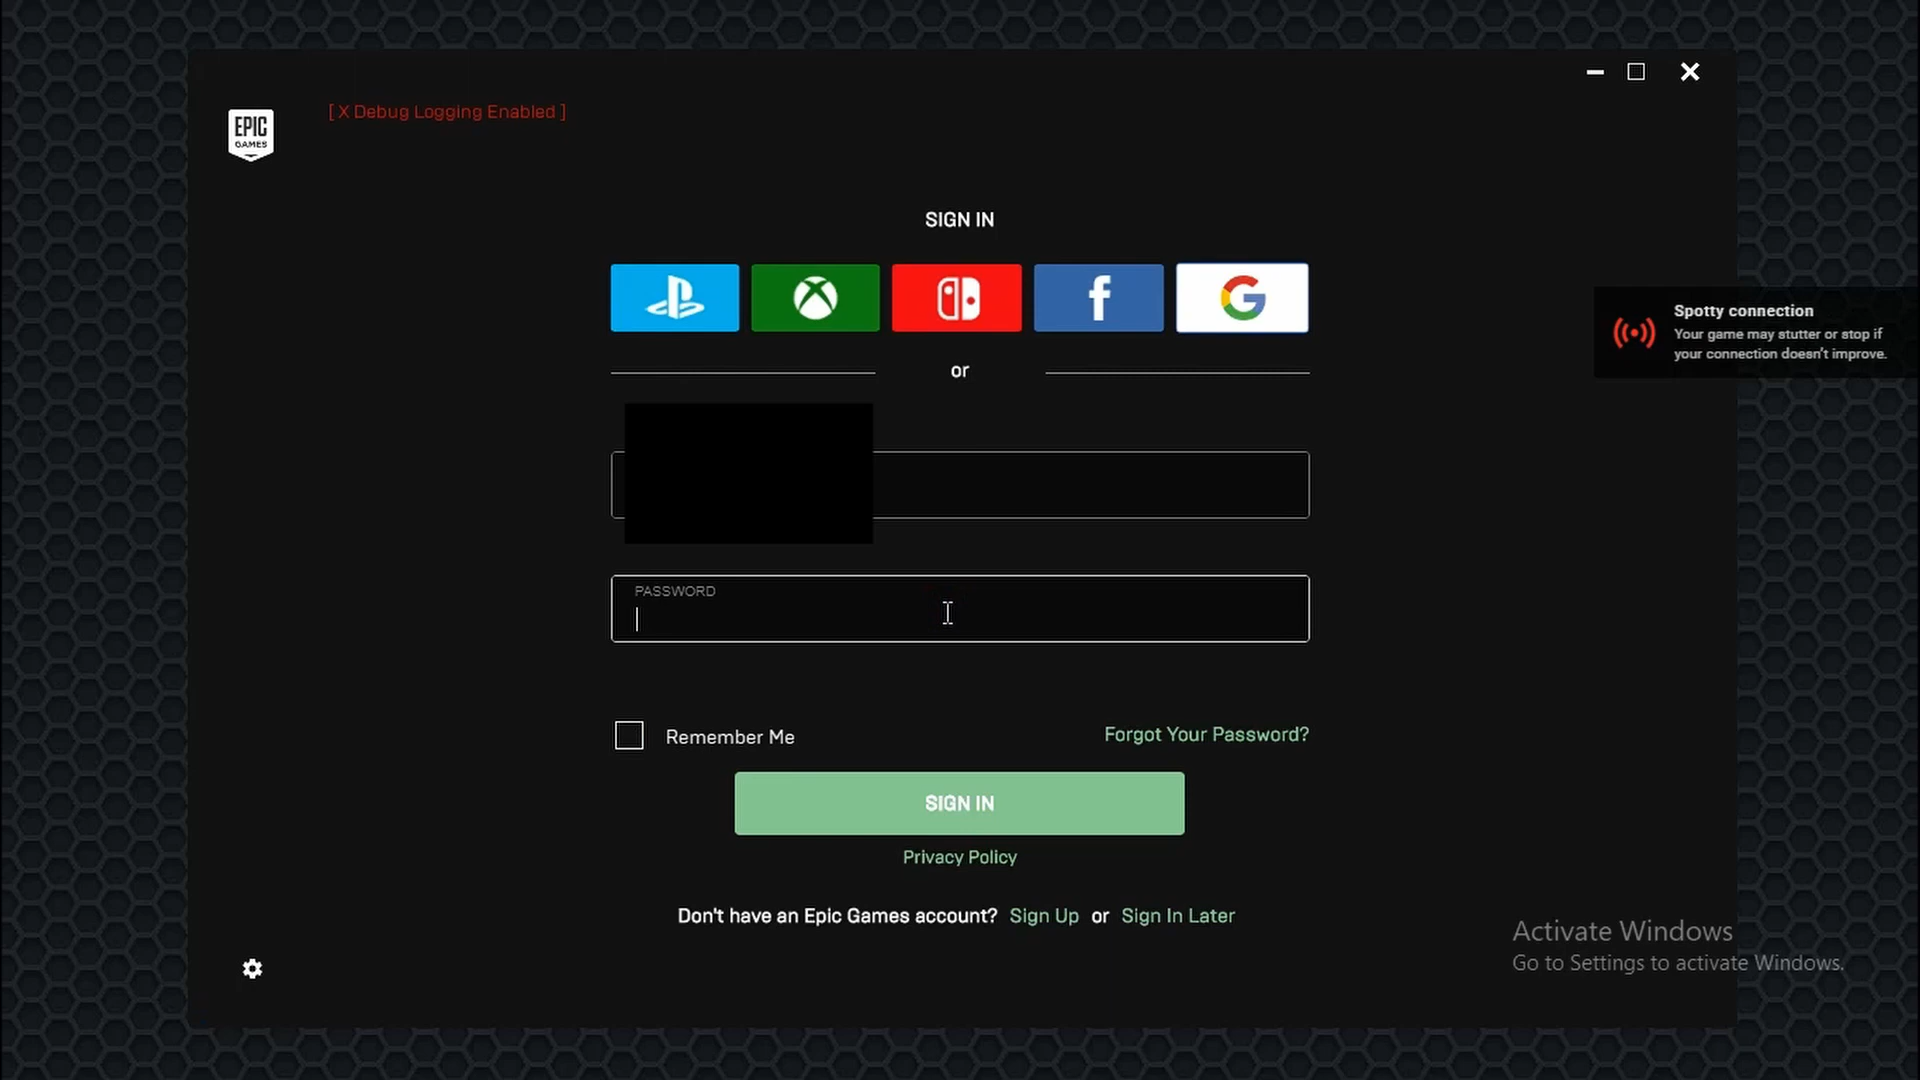 [ X Debug Logging Enabled ]
EPIC
GAMES
SIGN IN
Spotty connection
Your game may stutter or stop if
your connection doesn't improve.
or
PASSWORD
Remember Me
Forgot Your Password?
SIGN IN
Privacy Policy
Don't have an Epic Games account? Sign Up or Sign In Later
Activate Windows
Go to Settings to activate Windows.